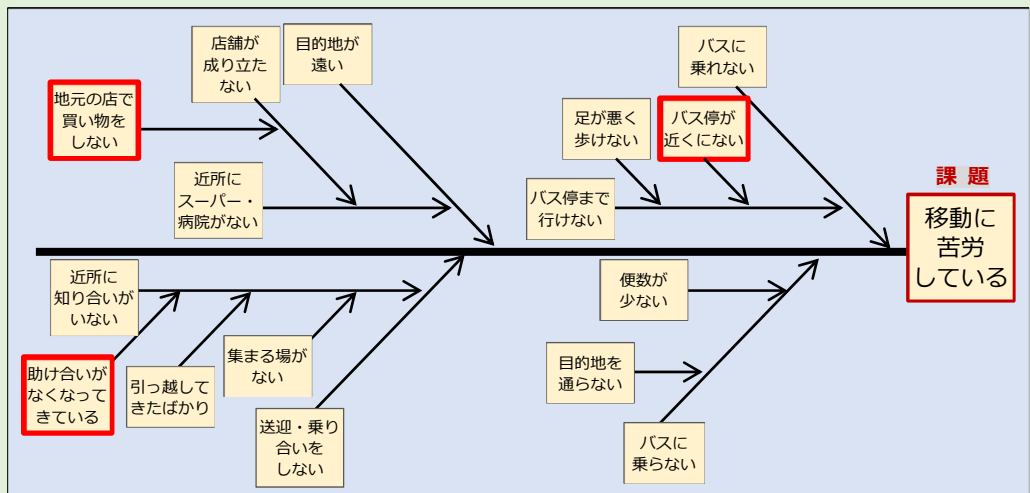 店舗が
成り立た
ない
目的地が
遠い
バスに
乗れない
地元の店で
買い物を
しない
足が悪く
歩けない
バス停が
近くにない
近所に
スーパー・
病院がない
バス停まで
行けない
課 題
移動に
苦労
している
近所に
知り合いが
いない
便数が
少ない
集まる場が
ない
目的地を
通らない
助け合いが
なくなって
きている
引っ越して
きたばかり
送迎・乗り
合いを
しない
バスに
乗らない